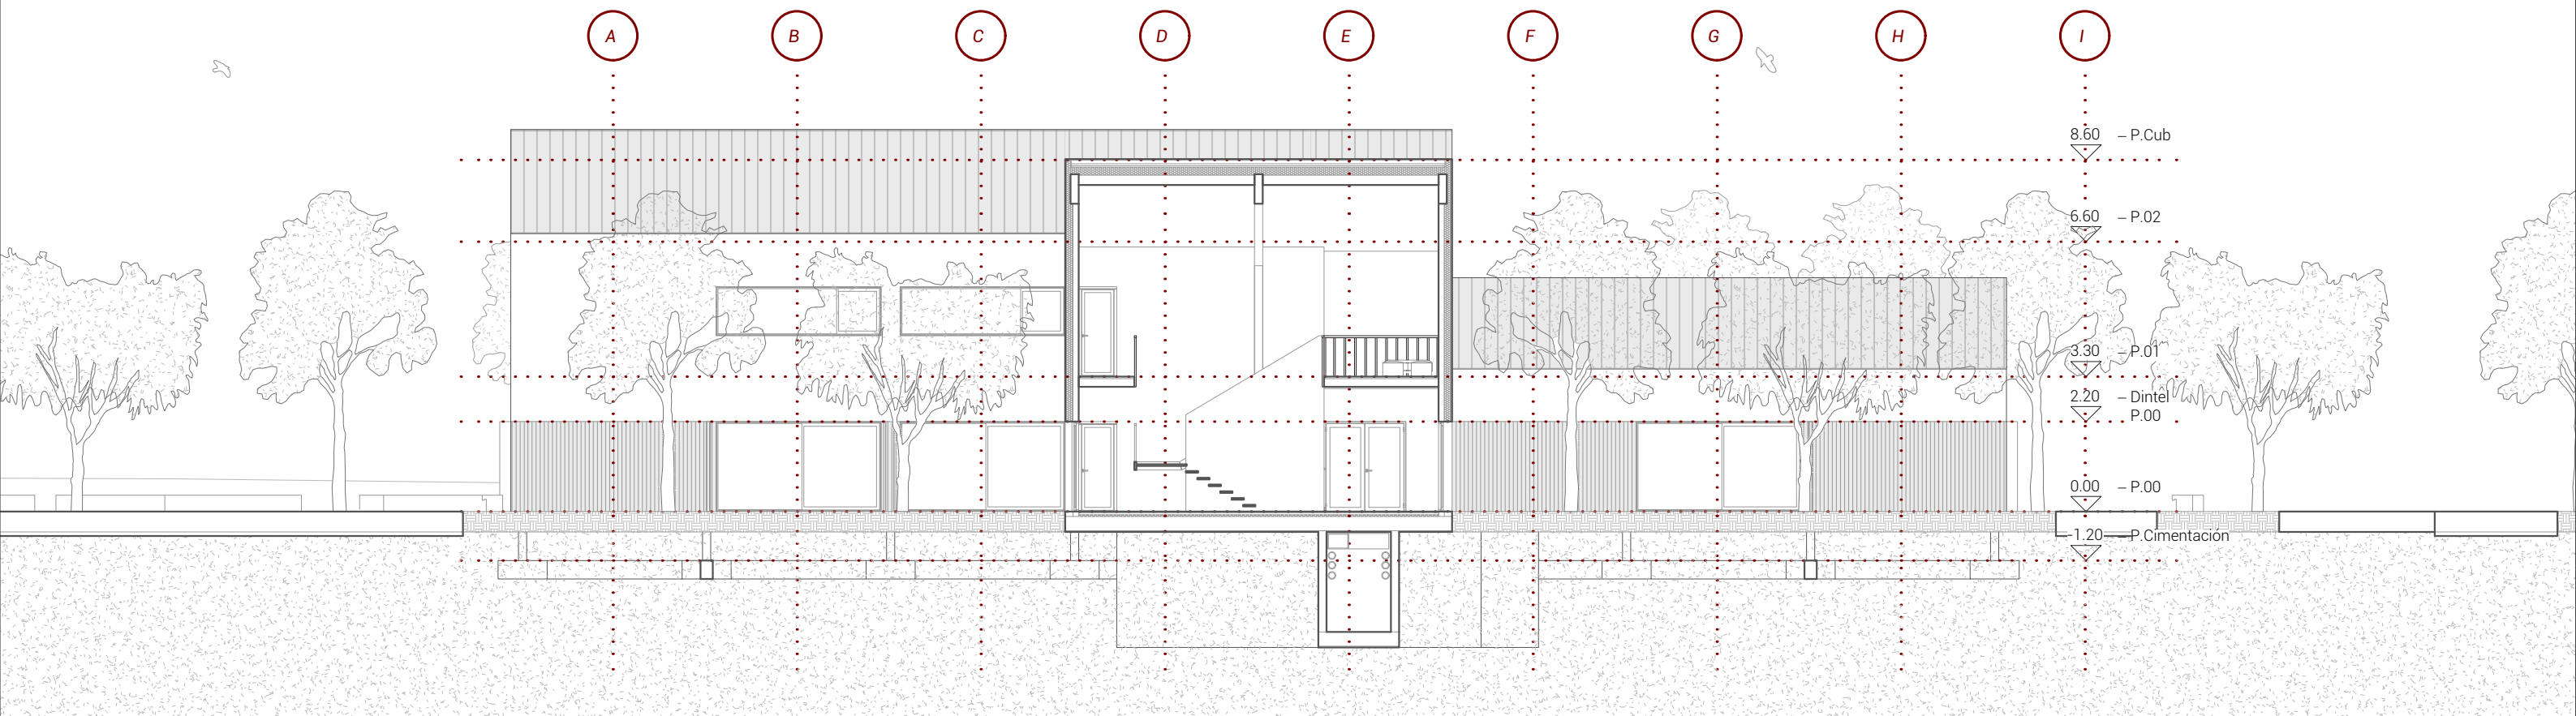 A B C D E F G H I
8.60 – P.Cub
6.60 – P.02
3.30 – P.01
2.20 – Dintel
P.00
0.00 – P.00
-1.20 – P.Cimentación